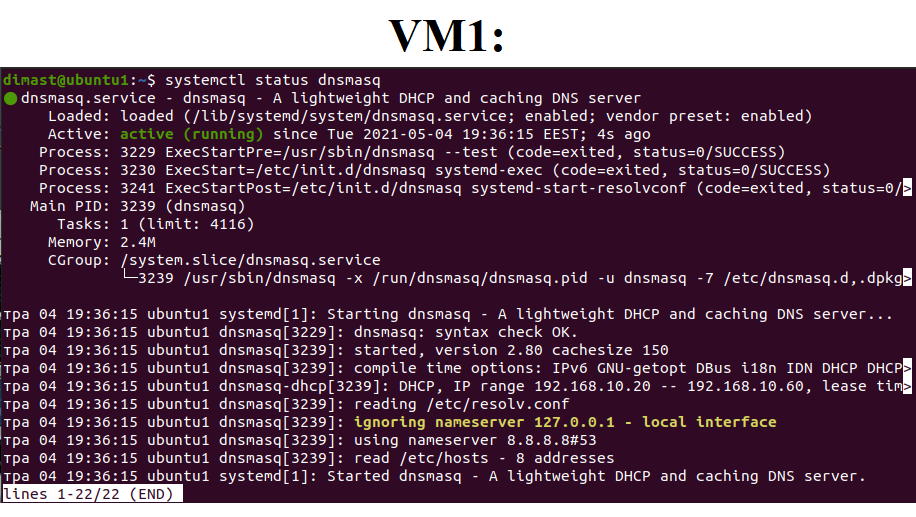 VM1:
dimast@ubuntu1:~$ systemctl status dnsmasq
● dnsmasq.service - dnsmasq - A lightweight DHCP and caching DNS server
Loaded: loaded (/lib/systemd/system/dnsmasq.service; enabled; vendor preset: enabled)
Active: active (running) since Tue 2021-05-04 19:36:15 EEST; 4s ago
Process: 3229 ExecStartPre=/usr/sbin/dnsmasq --test (code=exited, status=0/SUCCESS)
Process: 3230 ExecStart=/etc/init.d/dnsmasq systemd-exec (code=exited, status=0/SUCCESS)
Process: 3241 ExecStartPost=/etc/init.d/dnsmasq systemd-start-resolvconf (code=exited, status=0/>
Main PID: 3239 (dnsmasq)
Tasks: 1 (limit: 4116)
Memory: 2.4M
CGroup: /system.slice/dnsmasq.service
└─3239 /usr/sbin/dnsmasq -x /run/dnsmasq/dnsmasq.pid -u dnsmasq -7 /etc/dnsmasq.d,.dpkg>
тра 04 19:36:15 ubuntu1 systemd[1]: Starting dnsmasq - A lightweight DHCP and caching DNS server...
тра 04 19:36:15 ubuntu1 dnsmasq[3229]: dnsmasq: syntax check OK.
тра 04 19:36:15 ubuntu1 dnsmasq[3239]: started, version 2.80 cachesize 150
тра 04 19:36:15 ubuntu1 dnsmasq[3239]: compile time options: IPv6 GNU-getopt DBus i18n IDN DHCP DHCP>
тра 04 19:36:15 ubuntu1 dnsmasq-dhcp[3239]: DHCP, IP range 192.168.10.20 -- 192.168.10.60, lease tim>
тра 04 19:36:15 ubuntu1 dnsmasq[3239]: reading /etc/resolv.conf
тра 04 19:36:15 ubuntu1 dnsmasq[3239]: ignoring nameserver 127.0.0.1 - local interface
тра 04 19:36:15 ubuntu1 dnsmasq[3239]: using nameserver 8.8.8.8#53
тра 04 19:36:15 ubuntu1 dnsmasq[3239]: read /etc/hosts - 8 addresses
тра 04 19:36:15 ubuntu1 systemd[1]: Started dnsmasq - A lightweight DHCP and caching DNS server.
lines 1-22/22 (END)